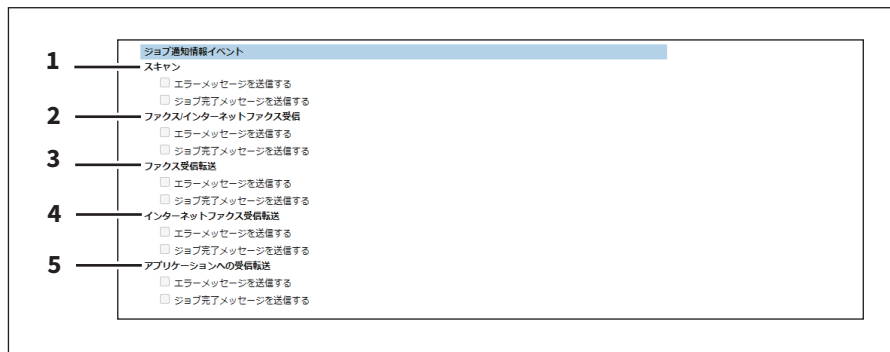 ジョブ通知情報イベント
1 スキャン
エラーメッセージを送信する
ジョブ完了メッセージを送信する
2 ファクス/インターネットファクス受信
エラーメッセージを送信する
ジョブ完了メッセージを送信する
3 ファクス受信転送
エラーメッセージを送信する
ジョブ完了メッセージを送信する
4 インターネットファクス受信転送
エラーメッセージを送信する
ジョブ完了メッセージを送信する
5 アプリケーションへの受信転送
エラーメッセージを送信する
ジョブ完了メッセージを送信する